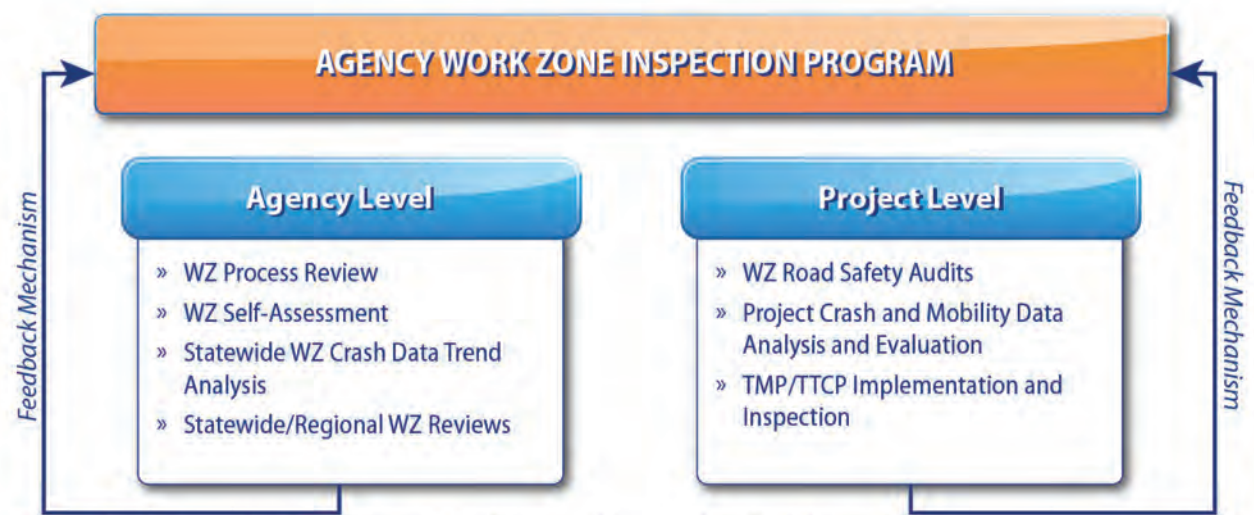 AGENCY WORK ZONE INSPECTION PROGRAM
Feedback Mechanism
Agency Level
» WZ Process Review
» WZ Self-Assessment
» Statewide WZ Crash Data Trend
Analysis
» Statewide/Regional WZ Reviews
Project Level
» WZ Road Safety Audits
» Project Crash and Mobility Data
Analysis and Evaluation
» TMP/TTCP Implementation and
Inspection
Feedback Mechanism